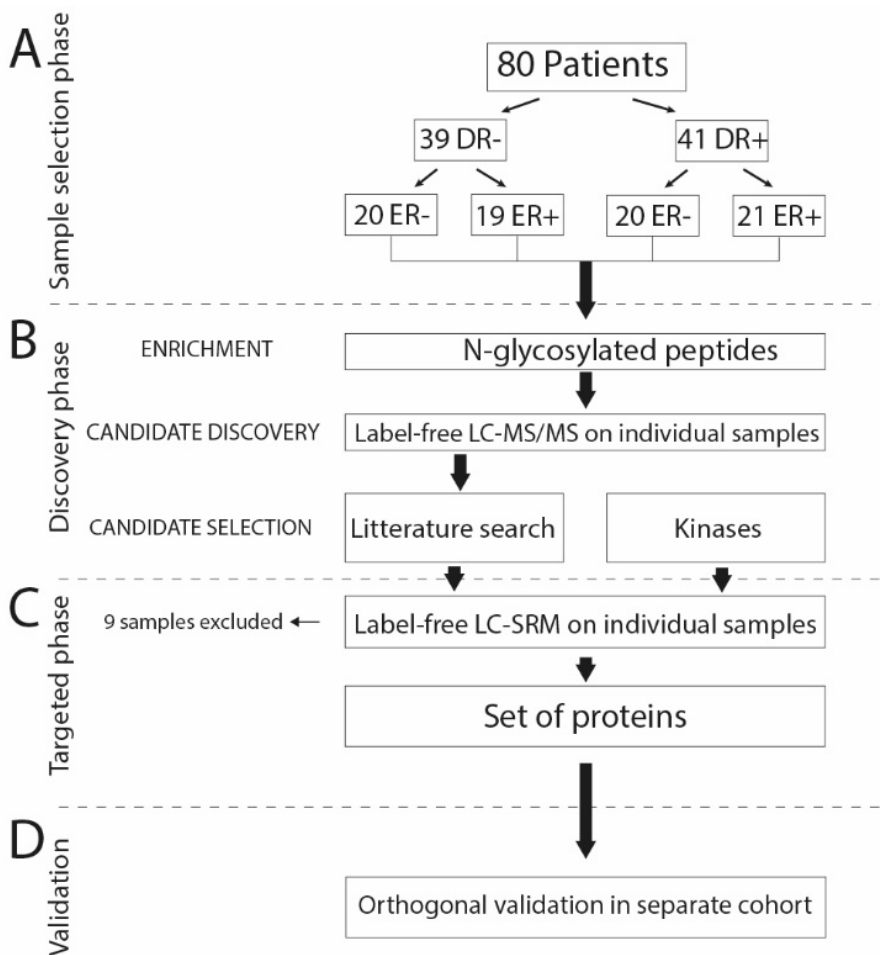 A
Sample selection phase
80 Patients
39 DR-
41 DR+
20 ER-
19 ER+
20 ER-
21 ER+
B
Discovery phase
ENRICHMENT
N-glycosylated peptides
CANDIDATE DISCOVERY
Label-free LC-MS/MS on individual samples
CANDIDATE SELECTION
Litterature search
Kinases
C
Targeted phase
9 samples excluded
Label-free LC-SRM on individual samples
Set of proteins
D
Validation
Orthogonal validation in separate cohort